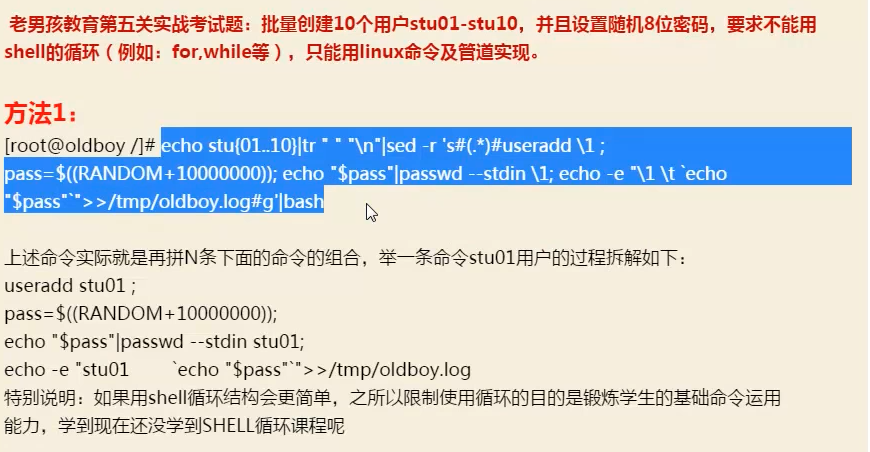 老男孩教育第五关实战考试题：批量创建10个用户stu01-stu10，并且设置随机8位密码，要求不能用
shell的循环（例如：for,while等），只能用linux命令及管道实现。
方法1：
[root@oldboy /]# echo stu{01..10}|tr " " "\n"|sed -r 's#(.*)#useradd \1 ;
pass=$((RANDOM+10000000)); echo "$pass"|passwd --stdin \1; echo -e "\1 \t `echo
"$pass"`">>/tmp/oldboy.log#g'|bash
上述命令实际就是再拼N条下面的命令的组合，举一条命令stu01用户的过程拆解如下：
useradd stu01 ;
pass=$((RANDOM+10000000));
echo "$pass"|passwd --stdin stu01;
echo -e "stu01 `echo "$pass"`">>/tmp/oldboy.log
特别说明：如果用shell循环结构会更简单，之所以限制使用循环的目的是锻炼学生的基础命令运用
能力，学到现在还没学到SHELL循环课程呢